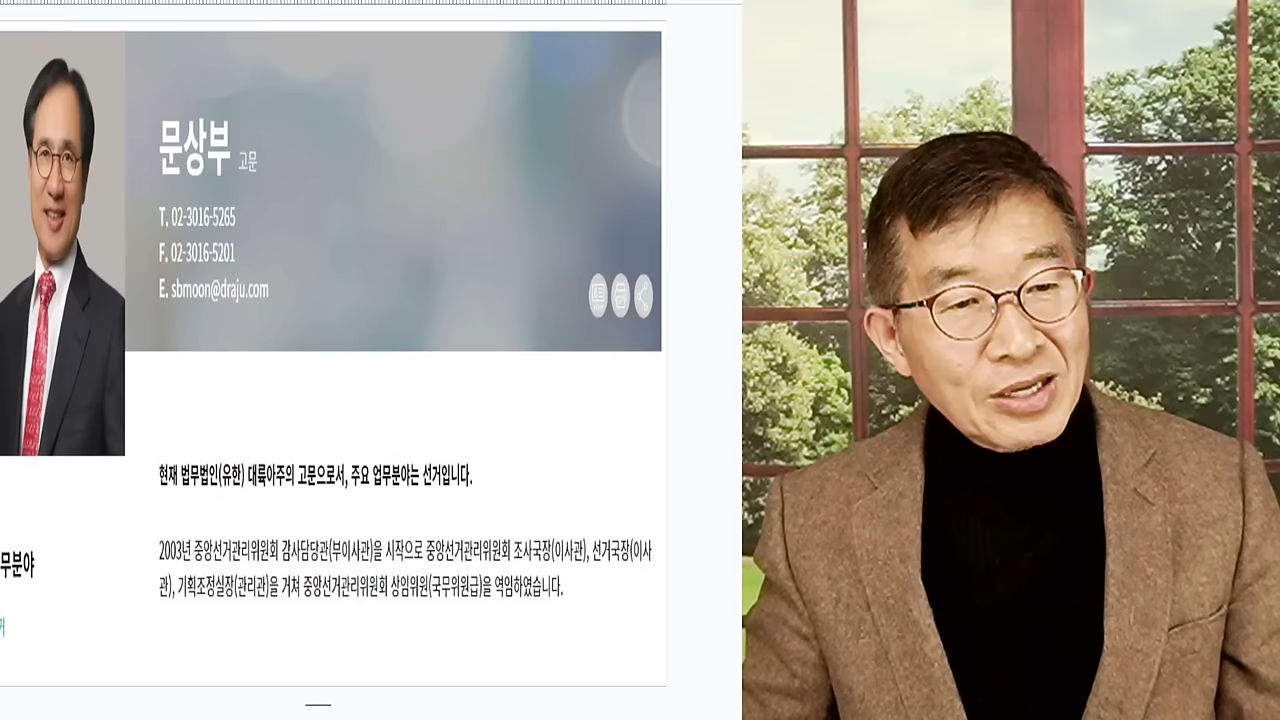 문상부 고문
T. 02-3016-5265
F. 02-3016-5201
E. sbmoon@draju.com
현재 법무법인(유한) 대륙아주의 고문으로서, 주요 업무분야는 선거입니다.
2003년 중앙선거관리위원회 감사담당관(부이사관)을 시작으로 중앙선거관리위원회 조사국장(이사관), 선거국장(이사
관), 기획조정실장(관리관)을 거쳐 중앙선거관리위원회 상임위원(국무위원급)을 역임하였습니다.
무분야
거